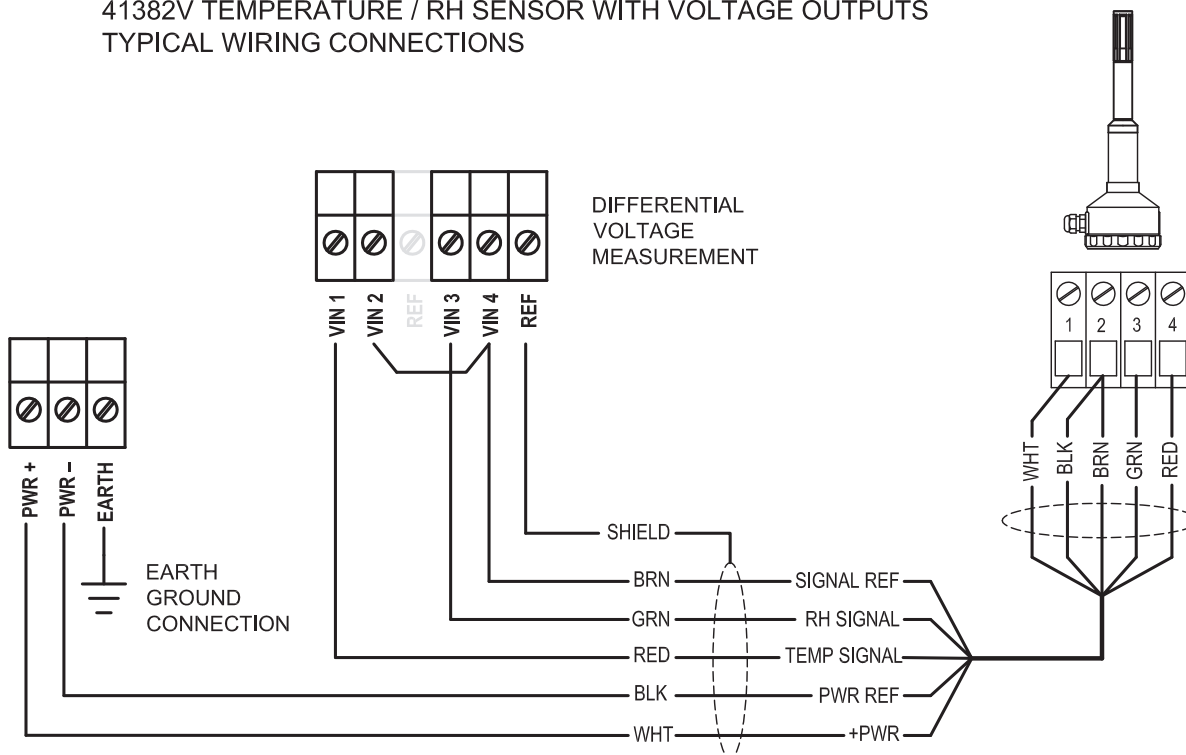 41382V TEMPERATURE / RH SENSOR WITH VOLTAGE OUTPUTS
TYPICAL WIRING CONNECTIONS
DIFFERENTIAL
VOLTAGE
MEASUREMENT
VIN 1
VIN 2
REF
VIN 3
VIN 4
REF
1 2 3 4
WHT
BLK
BRN
GRN
RED
PWR +
PWR –
EARTH
EARTH
GROUND
CONNECTION
SHIELD
BRN SIGNAL REF
GRN RH SIGNAL
RED TEMP SIGNAL
BLK PWR REF
WHT +PWR